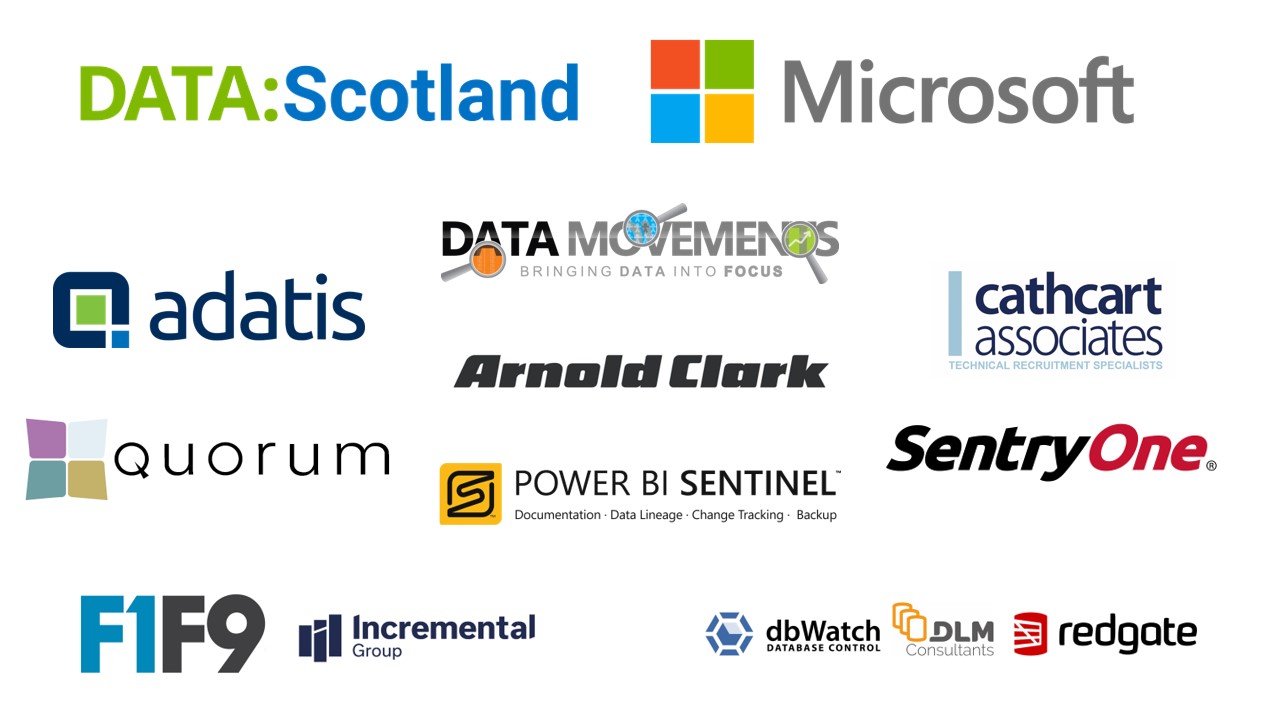 DATA:Scotland
Microsoft
DATA MOVEMENTS
BRINGING DATA INTO FOCUS
adatis
cathcart
associates
TECHNICAL RECRUITMENT SPECIALISTS
Arnold Clark
quorum
SentryOne®
POWER BI SENTINEL™
Documentation · Data Lineage · Change Tracking · Backup
F1F9
Incremental
Group
dbWatch
DATABASE CONTROL
DLM
Consultants
redgate